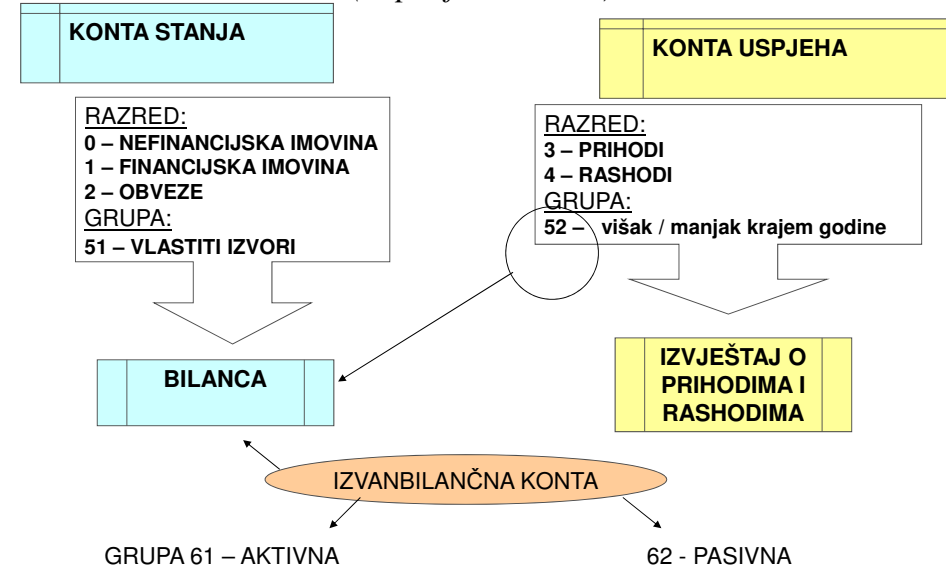 KONTA STANJA
KONTA USPJEHA
RAZRED:
0 – NEFINANCIJSKA IMOVINA
1 – FINANCIJSKA IMOVINA
2 – OBVEZE
GRUPA:
51 – VLASTITI IZVORI
RAZRED:
3 – PRIHODI
4 – RASHODI
GRUPA:
52 – višak / manjak krajem godine
BILANCA
IZVJEŠTAJ O
PRIHODIMA I
RASHODIMA
IZVANBILANČNA KONTA
GRUPA 61 – AKTIVNA
62 - PASIVNA